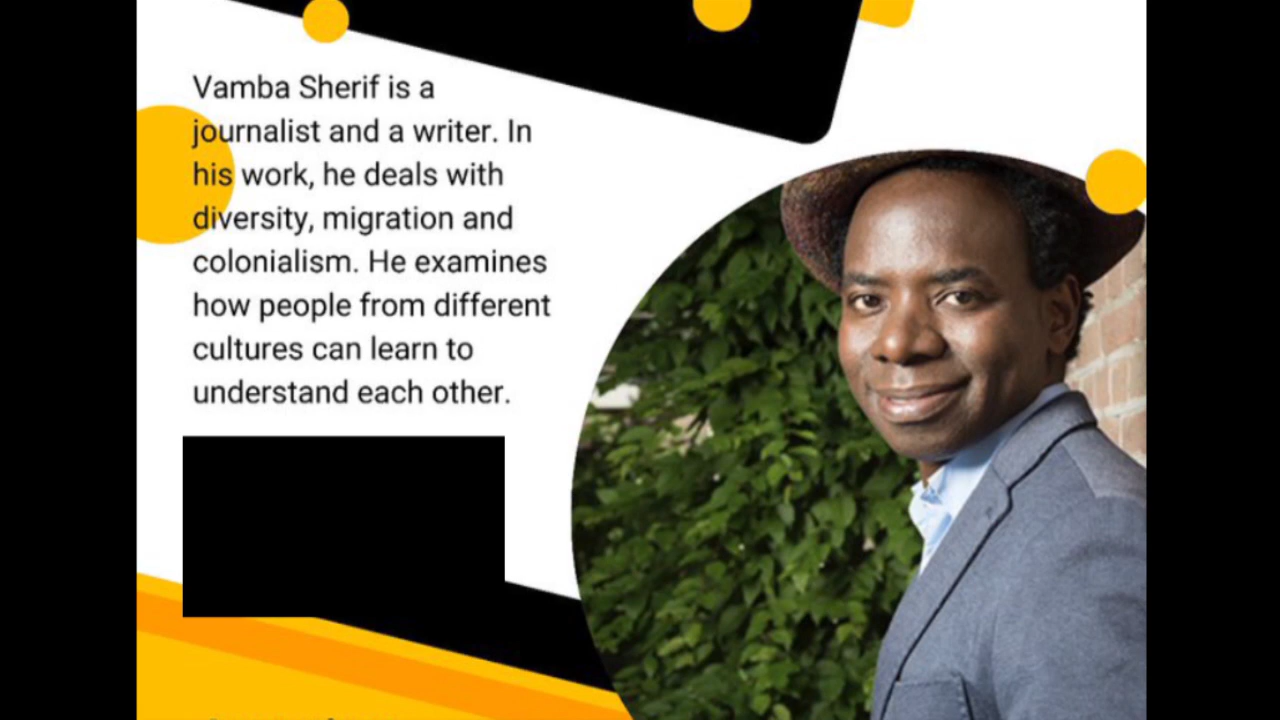 Vamba Sherif is a
journalist and a writer. In
his work, he deals with
diversity, migration and
colonialism. He examines
how people from different
cultures can learn to
understand each other.